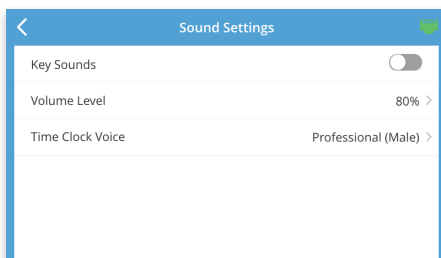 Sound Settings
Key Sounds
Volume Level 80%
Time Clock Voice Professional (Male)